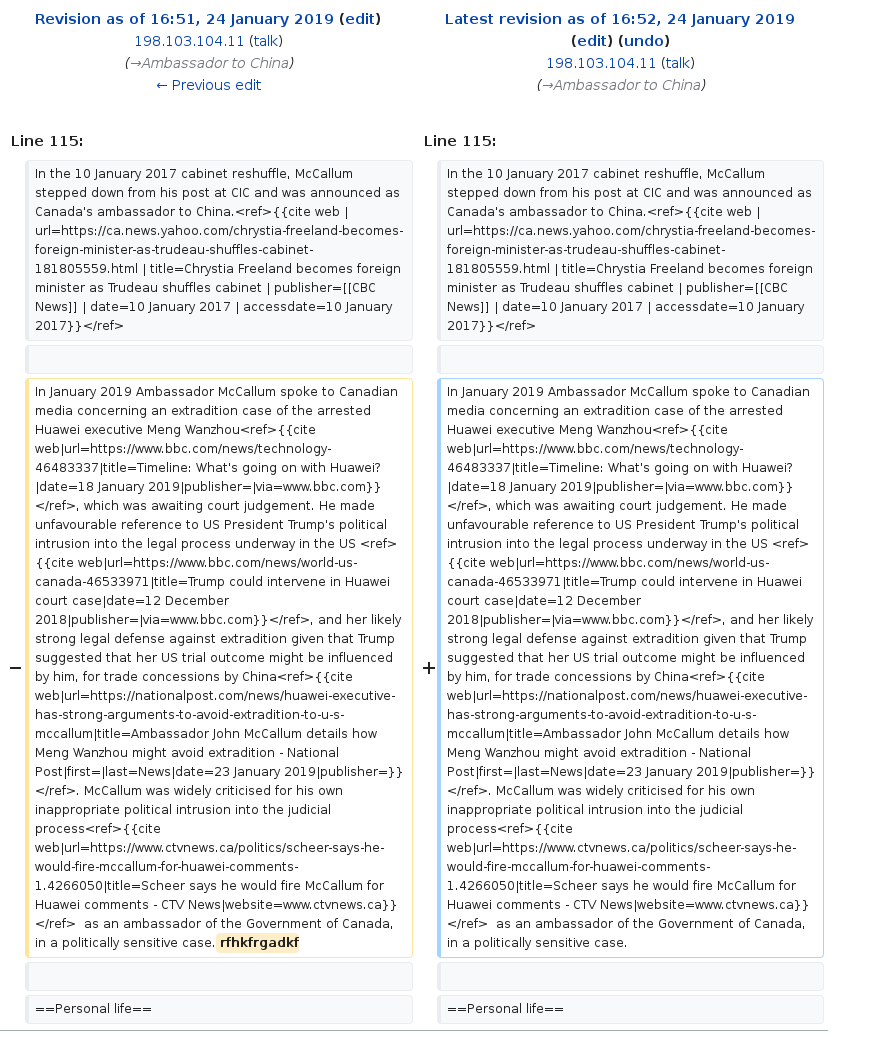 Revision as of 16:51, 24 January 2019 (edit)
198.103.104.11 (talk)
(→Ambassador to China)
← Previous edit
Latest revision as of 16:52, 24 January 2019
(edit) (undo)
198.103.104.11 (talk)
(→Ambassador to China)
Line 115:
Line 115:
In the 10 January 2017 cabinet reshuffle, McCallum
stepped down from his post at CIC and was announced as
Canada's ambassador to China.<ref>{{cite web |
url=https://ca.news.yahoo.com/chrystia-freeland-becomes-
foreign-minister-as-trudeau-shuffles-cabinet-
181805559.html | title=Chrystia Freeland becomes foreign
minister as Trudeau shuffles cabinet | publisher=[[CBC
News]] | date=10 January 2017 | accessdate=10 January
2017}}</ref>
In the 10 January 2017 cabinet reshuffle, McCallum
stepped down from his post at CIC and was announced as
Canada's ambassador to China.<ref>{{cite web |
url=https://ca.news.yahoo.com/chrystia-freeland-becomes-
foreign-minister-as-trudeau-shuffles-cabinet-
181805559.html | title=Chrystia Freeland becomes foreign
minister as Trudeau shuffles cabinet | publisher=[[CBC
News]] | date=10 January 2017 | accessdate=10 January
2017}}</ref>
−
In January 2019 Ambassador McCallum spoke to Canadian
media concerning an extradition case of the arrested
Huawei executive Meng Wanzhou<ref>{{cite
web|url=https://www.bbc.com/news/technology-
46483337|title=Timeline: What's going on with Huawei?
|date=18 January 2019|publisher=|via=www.bbc.com}}
</ref>, which was awaiting court judgement. He made
unfavourable reference to US President Trump's political
intrusion into the legal process underway in the US <ref>
{{cite web|url=https://www.bbc.com/news/world-us-
canada-46533971|title=Trump could intervene in Huawei
court case|date=12 December
2018|publisher=|via=www.bbc.com}}</ref>, and her likely
strong legal defense against extradition given that Trump
suggested that her US trial outcome might be influenced
by him, for trade concessions by China<ref>{{cite
web|url=https://nationalpost.com/news/huawei-executive-
has-strong-arguments-to-avoid-extradition-to-u-s-
mccallum|title=Ambassador John McCallum details how
Meng Wanzhou might avoid extradition - National
Post|first=|last=News|date=23 January 2019|publisher=}}
</ref>. McCallum was widely criticised for his own
inappropriate political intrusion into the judicial
process<ref>{{cite
web|url=https://www.ctvnews.ca/politics/scheer-says-he-
would-fire-mccallum-for-huawei-comments-
1.4266050|title=Scheer says he would fire McCallum for
Huawei comments - CTV News|website=www.ctvnews.ca}}
</ref>  as an ambassador of the Government of Canada,
in a politically sensitive case. rfhkfrgadkf
+
In January 2019 Ambassador McCallum spoke to Canadian
media concerning an extradition case of the arrested
Huawei executive Meng Wanzhou<ref>{{cite
web|url=https://www.bbc.com/news/technology-
46483337|title=Timeline: What's going on with Huawei?
|date=18 January 2019|publisher=|via=www.bbc.com}}
</ref>, which was awaiting court judgement. He made
unfavourable reference to US President Trump's political
intrusion into the legal process underway in the US <ref>
{{cite web|url=https://www.bbc.com/news/world-us-
canada-46533971|title=Trump could intervene in Huawei
court case|date=12 December
2018|publisher=|via=www.bbc.com}}</ref>, and her likely
strong legal defense against extradition given that Trump
suggested that her US trial outcome might be influenced
by him, for trade concessions by China<ref>{{cite
web|url=https://nationalpost.com/news/huawei-executive-
has-strong-arguments-to-avoid-extradition-to-u-s-
mccallum|title=Ambassador John McCallum details how
Meng Wanzhou might avoid extradition - National
Post|first=|last=News|date=23 January 2019|publisher=}}
</ref>. McCallum was widely criticised for his own
inappropriate political intrusion into the judicial
process<ref>{{cite
web|url=https://www.ctvnews.ca/politics/scheer-says-he-
would-fire-mccallum-for-huawei-comments-
1.4266050|title=Scheer says he would fire McCallum for
Huawei comments - CTV News|website=www.ctvnews.ca}}
</ref>  as an ambassador of the Government of Canada,
in a politically sensitive case.
==Personal life==
==Personal life==